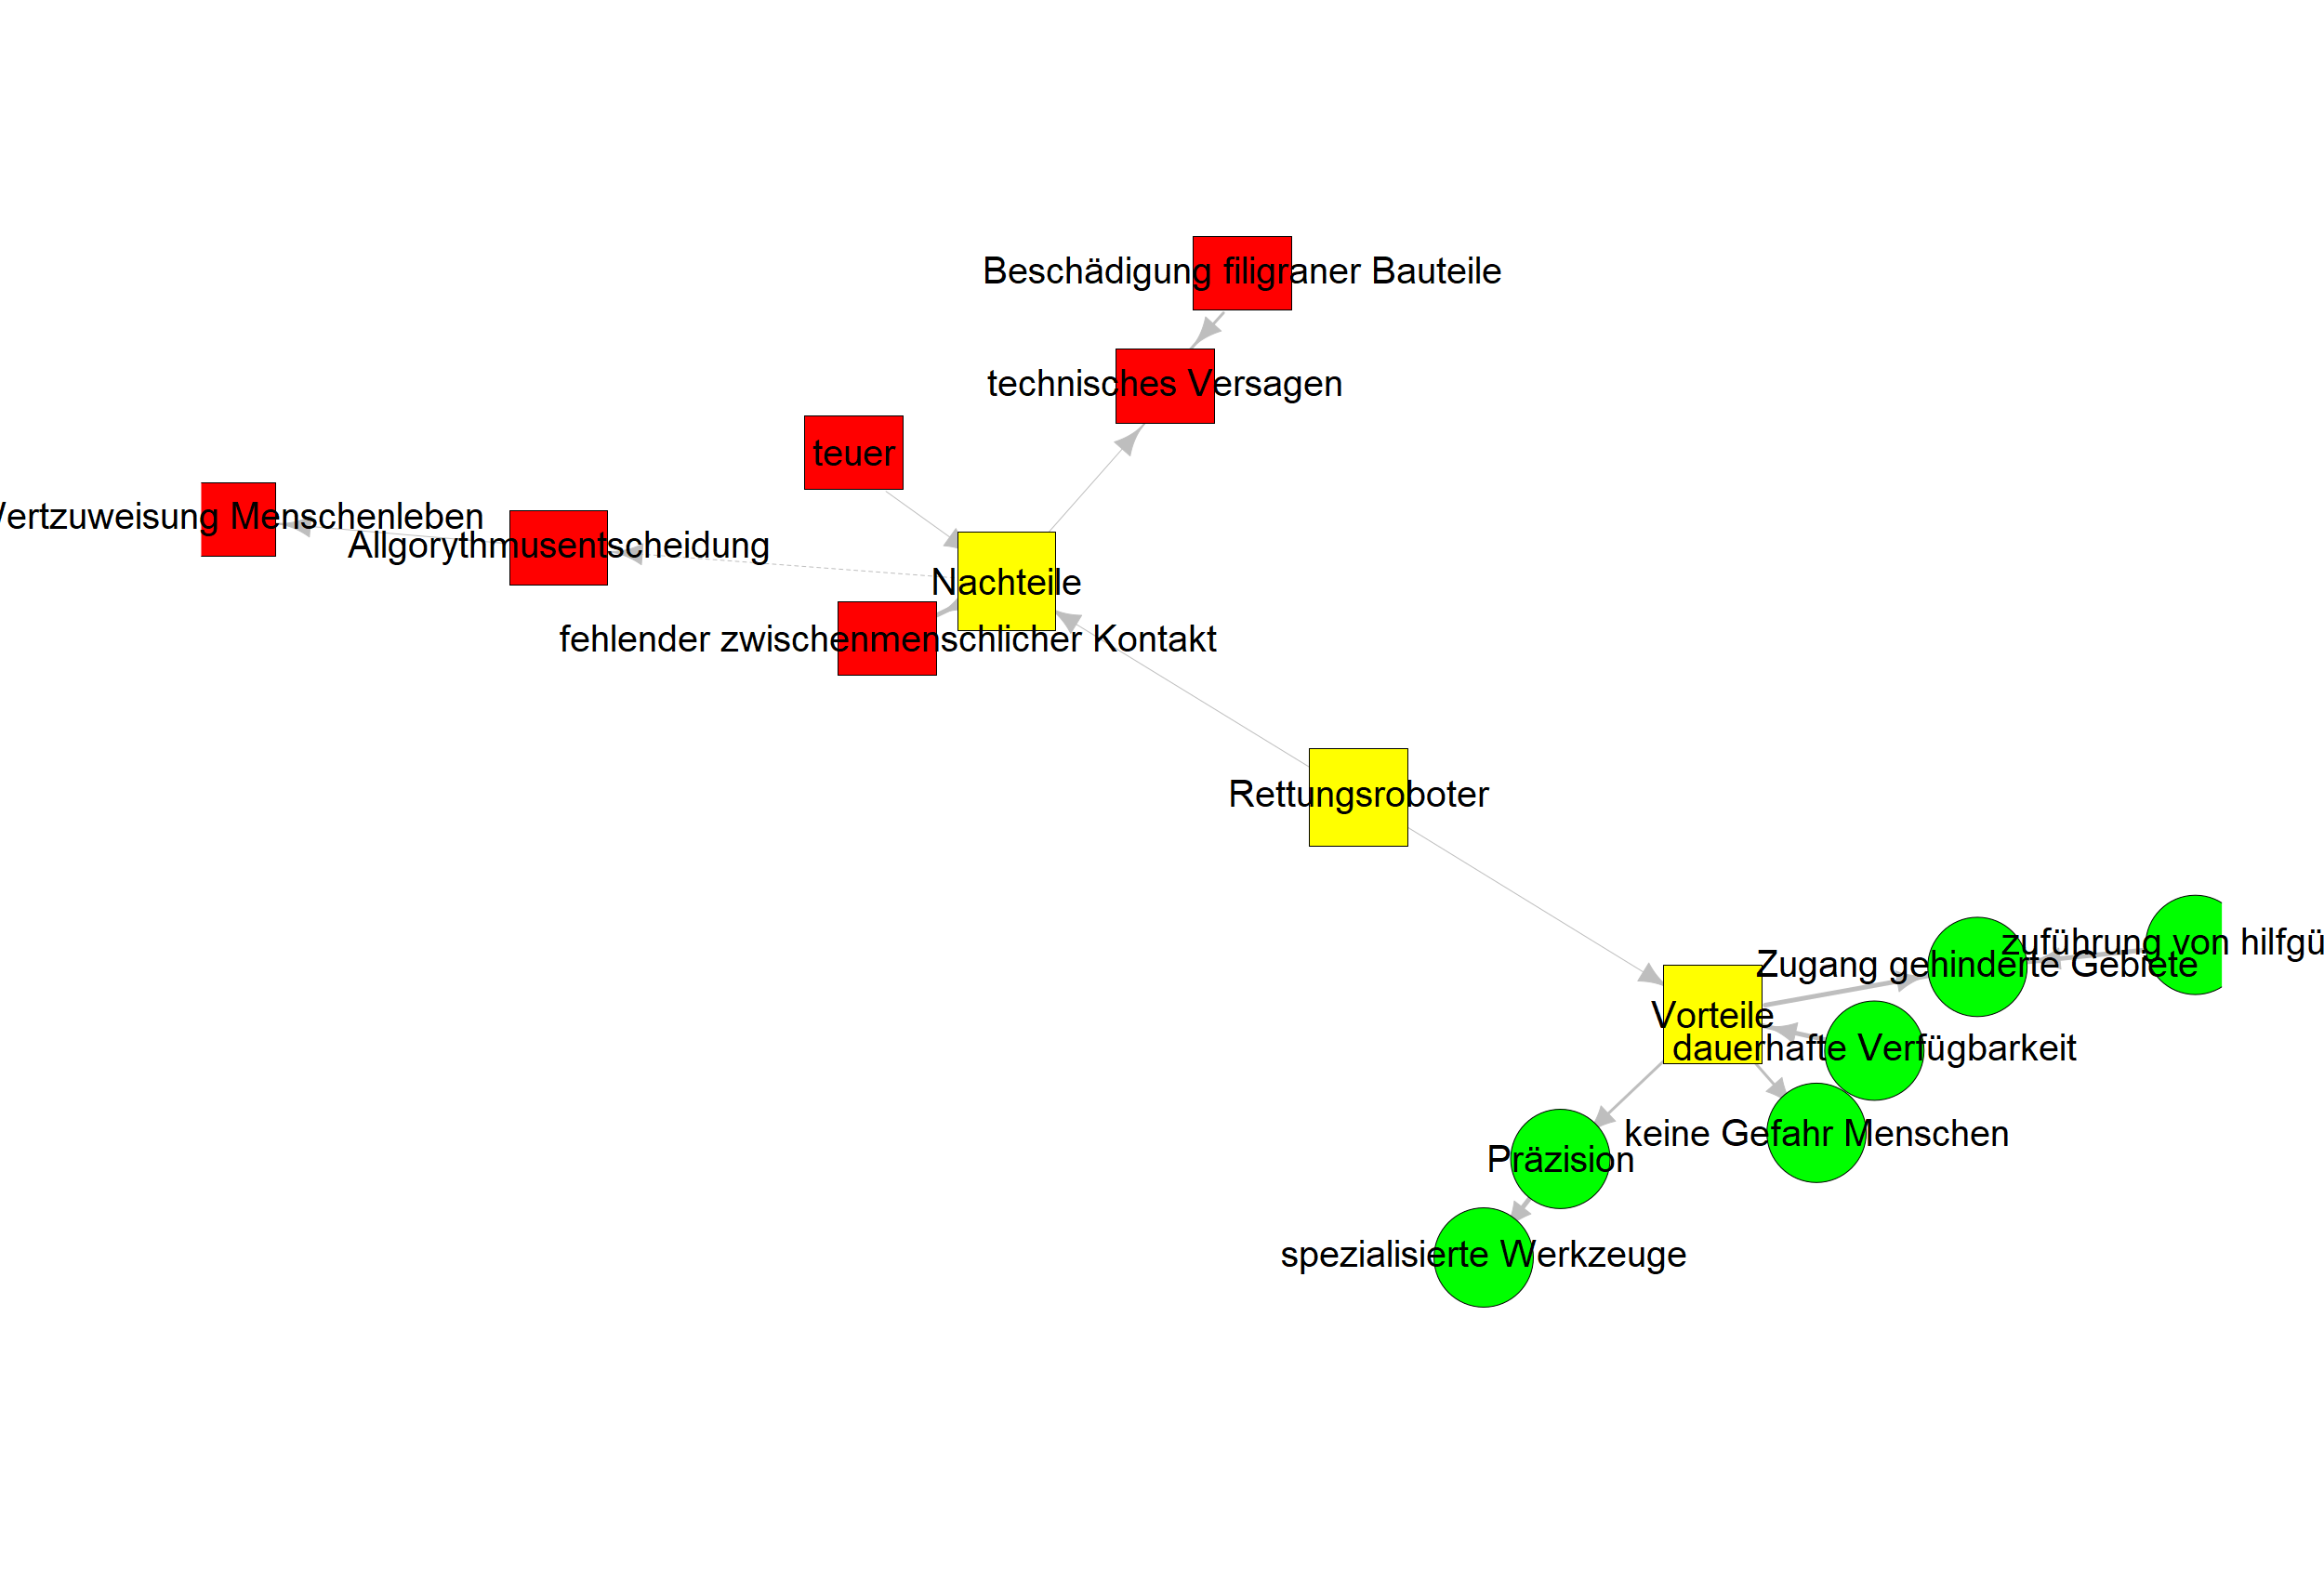 Beschädigung filigraner Bauteile
technisches Versagen
teuer
Menschenleben
Allgorythmusentscheidung
Nachteile
fehlender zwischenmenschlicher Kontakt
Rettungsroboter
zuführung von
Zugang gehinderte Gebiete
Vorteile
dauerhafte Verfügbarkeit
keine Gefahr Menschen
Präzision
spezialisierte Werkzeuge